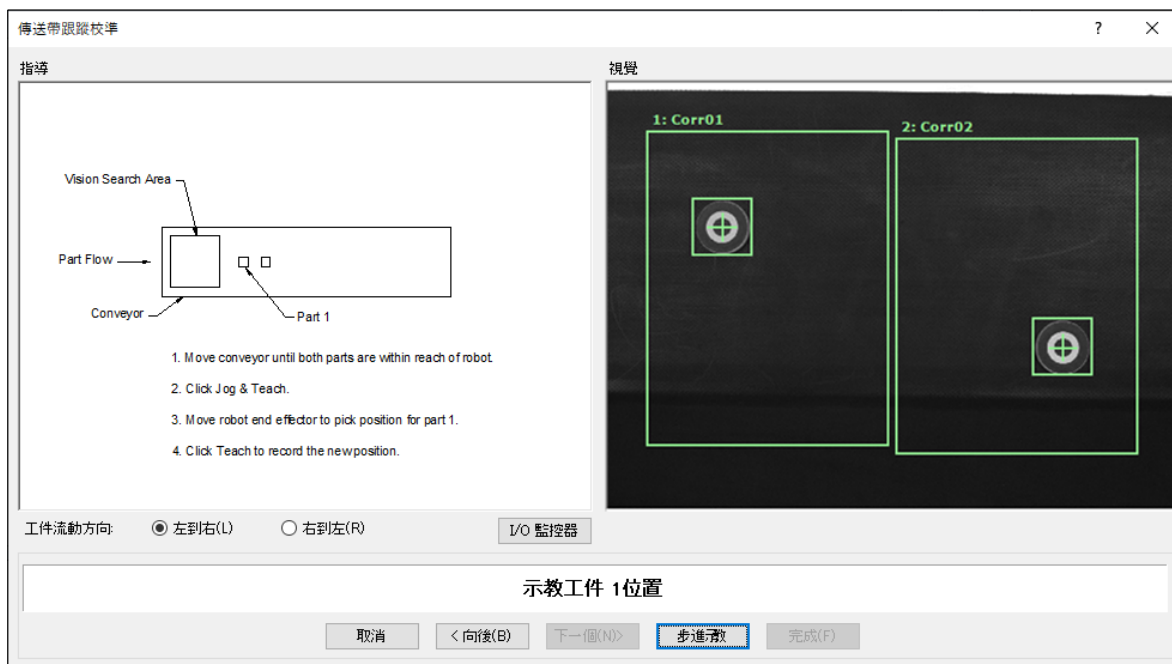 傳送帶跟蹤校準
?
指導
視覺
Vision Search Area
Part Flow
Conveyor
Part 1
1. Move conveyor until both parts are within reach of robot.
2. Click Jog & Teach.
3. Move robot end effector to pick position for part 1.
4. Click Teach to record the new position.
1: Corr01
2: Corr02
工件流動方向:
左到右(L)
右到左(R)
I/O 監控器
示教工件 1位置
取消
< 向後(B)
下一個(N)>
步進示教
完成(F)